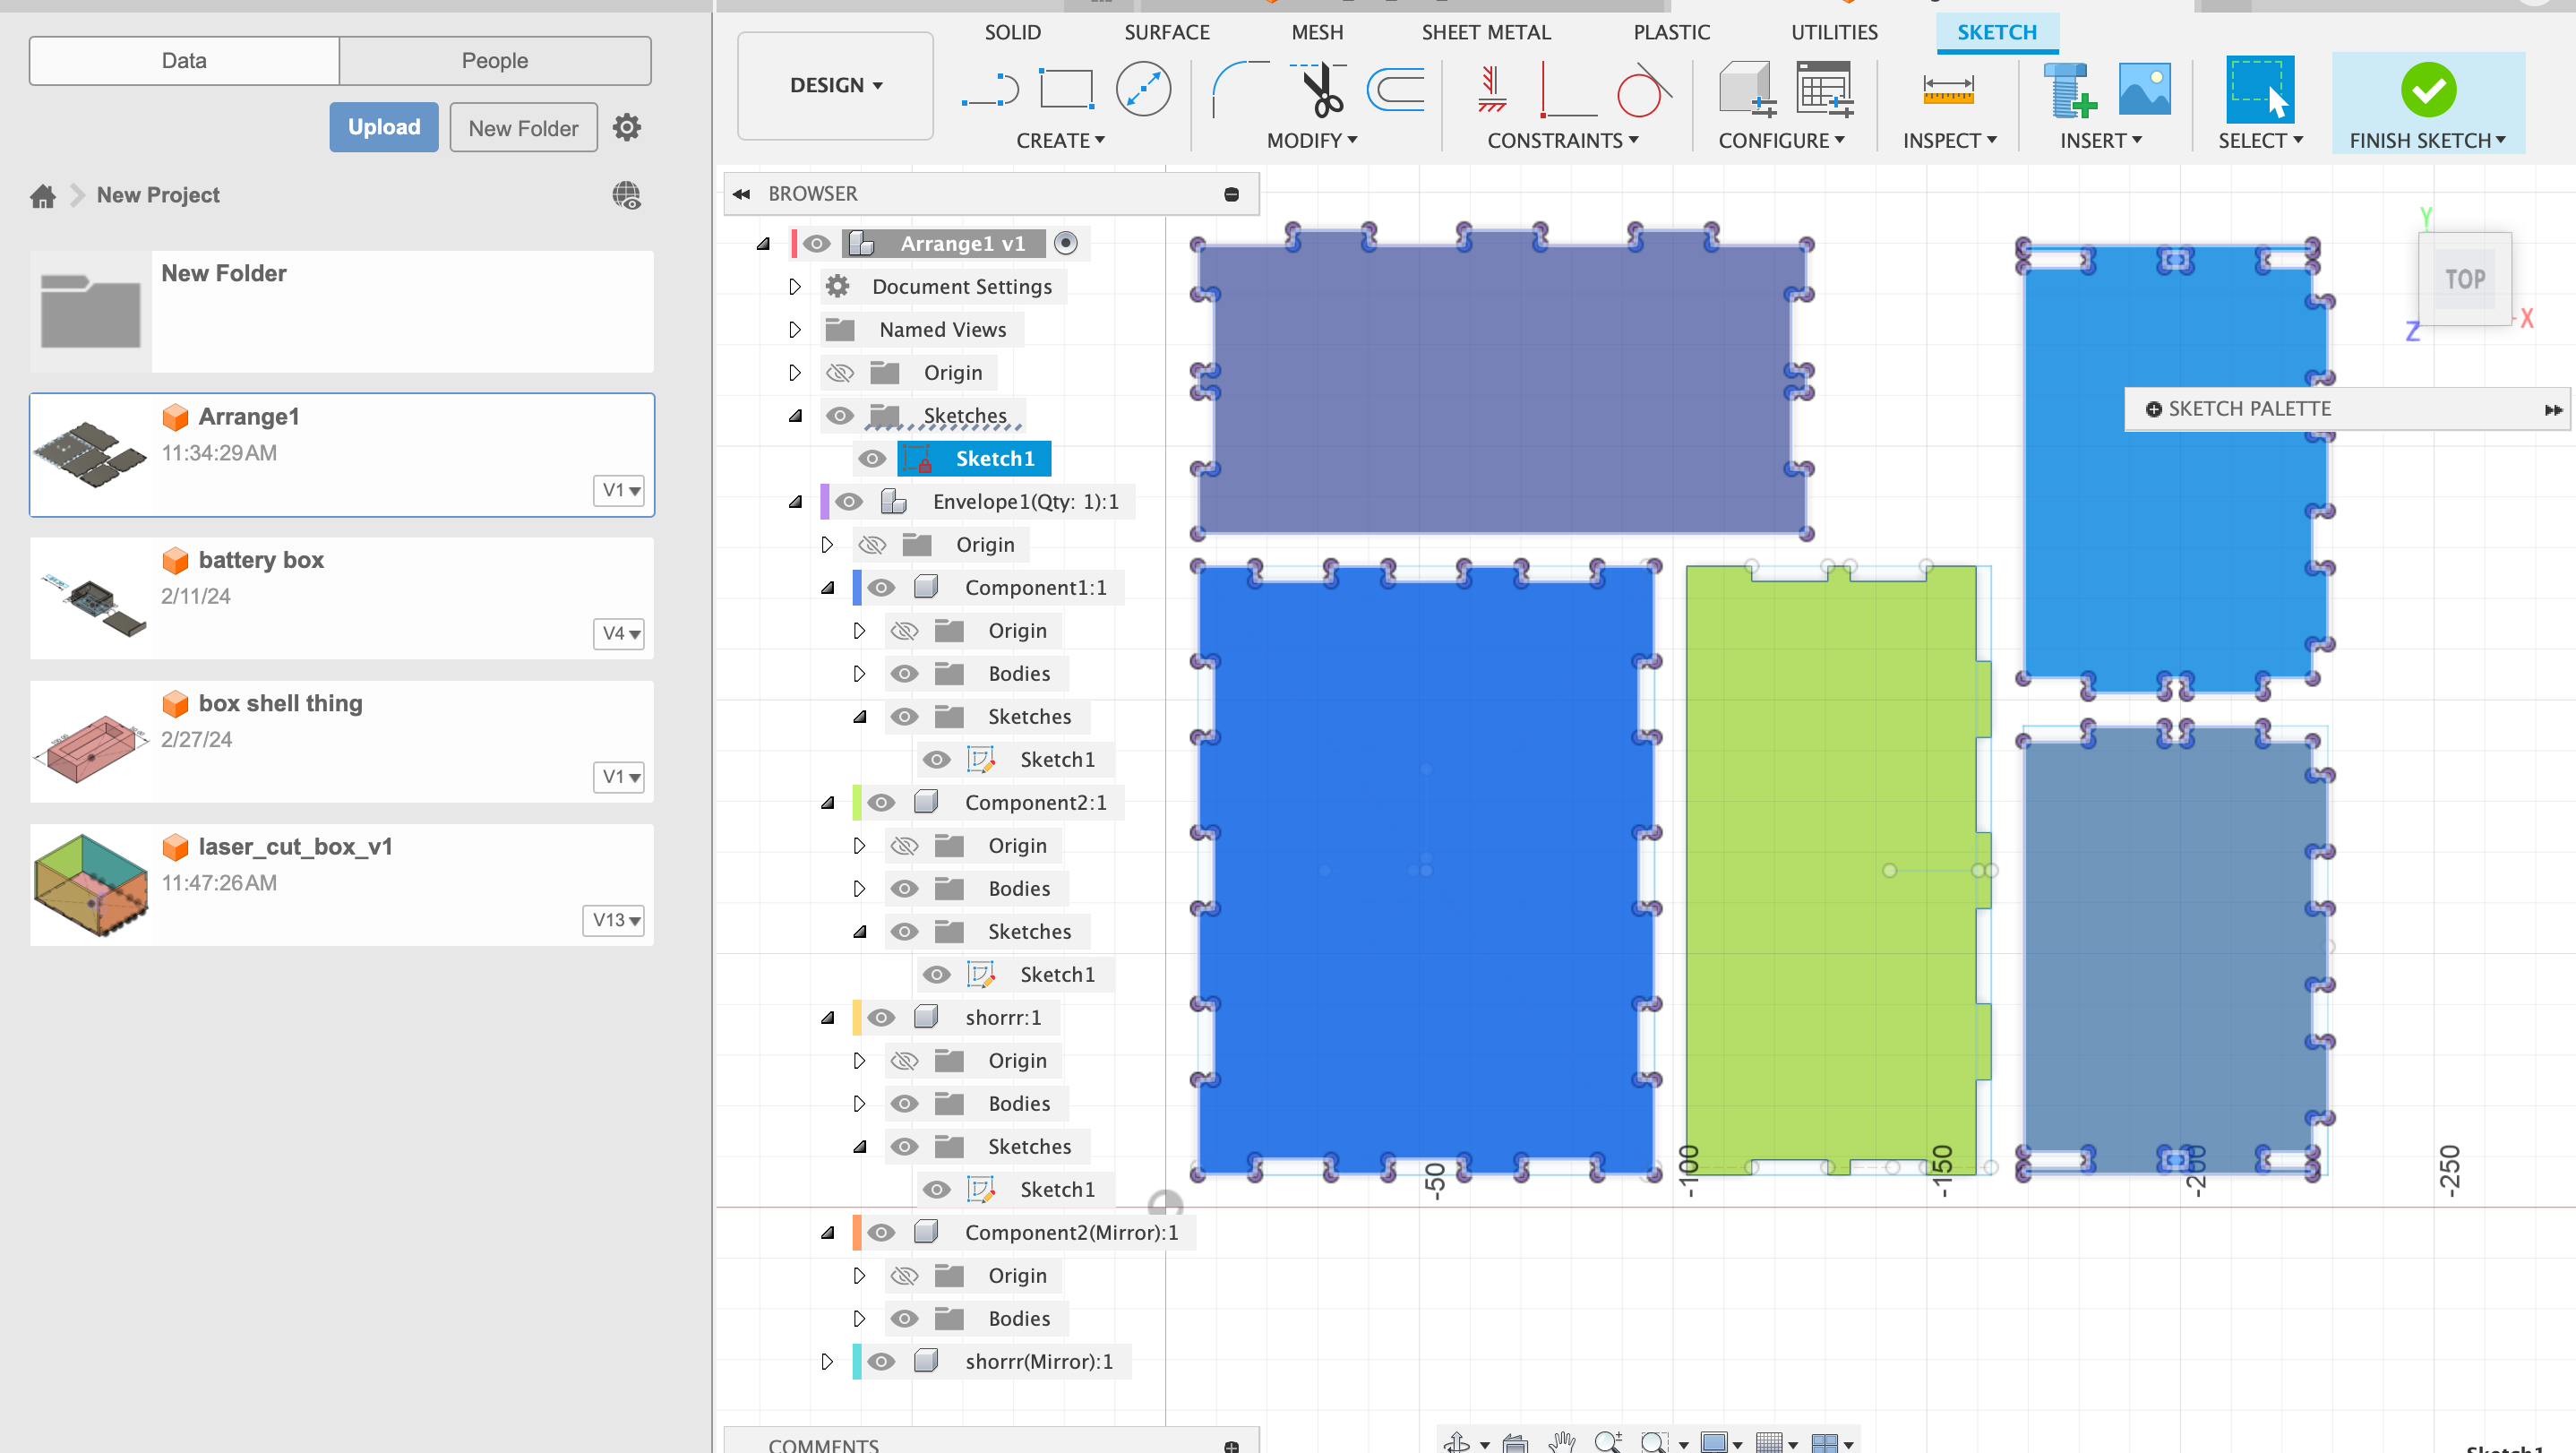 Data
People
Upload
New Folder
New Project
New Folder
Arrange1
11:34:29AM
V1
battery box
2/11/24
V4
box shell thing
2/27/24
V1
laser_cut_box_v1
11:47:26AM
V13
DESIGN
SOLID
SURFACE
MESH
SHEET METAL
PLASTIC
UTILITIES
SKETCH
CREATE
MODIFY
CONSTRAINTS
CONFIGURE
INSPECT
INSERT
SELECT
FINISH SKETCH
BROWSER
Arrange1 v1
Document Settings
Named Views
Origin
Sketches
Sketch1
Envelope1(Qty: 1):1
Origin
Component1:1
Origin
Bodies
Sketches
Sketch1
Component2:1
Origin
Bodies
Sketches
Sketch1
shorrr:1
Origin
Bodies
Sketches
Sketch1
Component2(Mirror):1
Origin
Bodies
shorrr(Mirror):1
COMMENTS
Y
TOP
X
Z
SKETCH PALETTE
-50
-100
-150
-200
-250
Sketch1